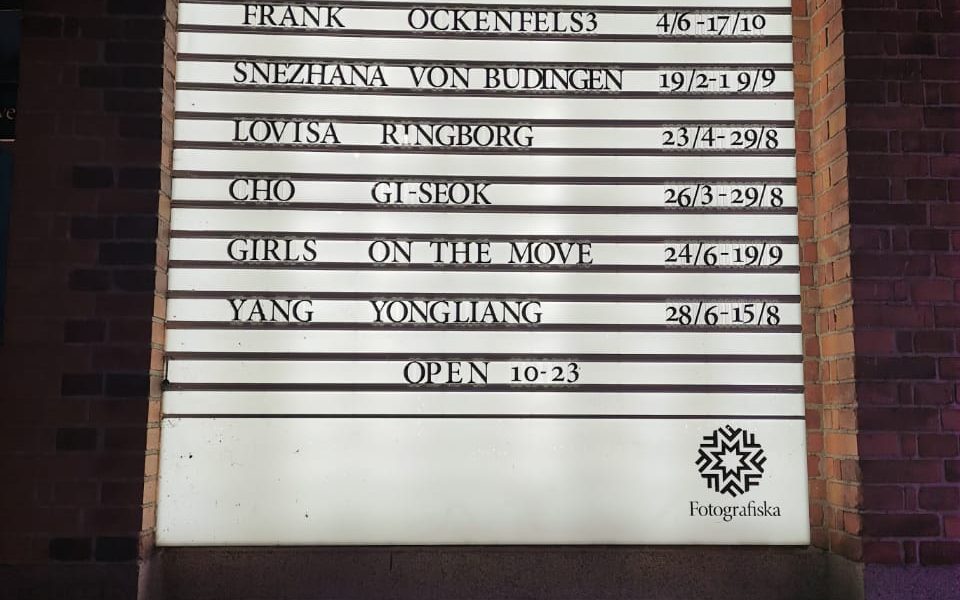 FRANK OCKENFELS3 4/6-17/10
SNEZHANA VON BÜDINGEN 19/2-19/9
LOVISA RINGBORG 23/4-29/8
CHO GI-SEOK 26/3-29/8
GIRLS ON THE MOVE 24/6-19/9
YANG YONGLIANG 28/6-15/8
OPEN 10-23
Fotografiska